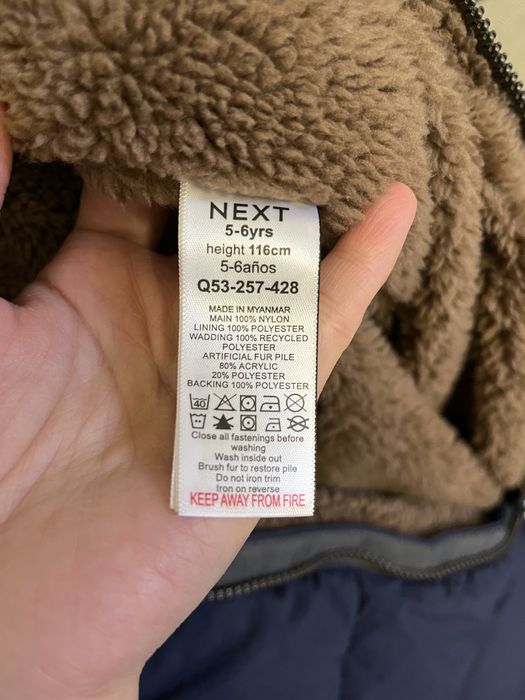 NEXT
5-6yrs
height 116cm
5-6años
Q53-257-428
MADE IN MYANMAR
MAIN 100% NYLON
LINING 100% POLYESTER
WADDING 100% RECYCLED
POLYESTER
ARTIFICIAL FUR PILE
80% ACRYLIC
20% POLYESTER
BACKING 100% POLYESTER
40
Close all fastenings before
washing
Wash inside out
Brush fur to restore pile
Do not iron trim
Iron on reverse
KEEP AWAY FROM FIRE